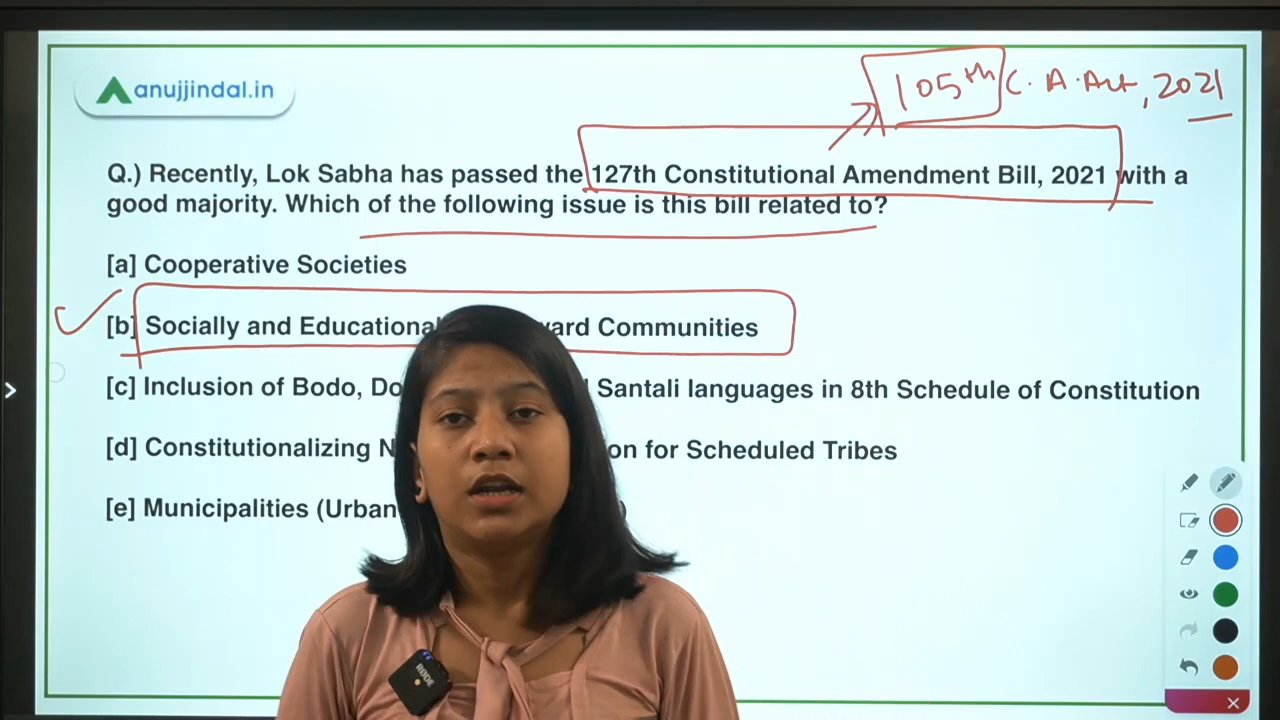 anujjindal.in
105th C. A. Act, 2021
Q.) Recently, Lok Sabha has passed the 127th Constitutional Amendment Bill, 2021 with a
good majority. Which of the following issue is this bill related to?
[a] Cooperative Societies
[b] Socially and Educational ward Communities
[c] Inclusion of Bodo, Do Santali languages in 8th Schedule of Constitution
[d] Constitutionalizing N on for Scheduled Tribes
[e] Municipalities (Urban )
RODE